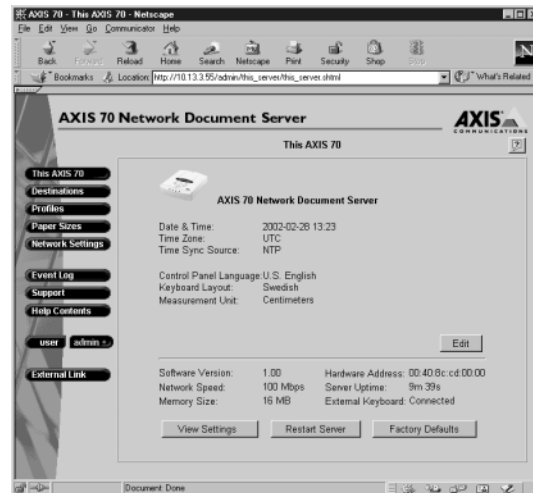 AXIS 70 - This AXIS 70 - Netscape
File Edit View Go Communicator Help
Back Forward Reload Home Search Netscape Print Security Shop Stop
N
Bookmarks Location: http://10.13.3.55/admin/this_server/this_server.shtml What's Related
AXIS 70 Network Document Server
AXIS
COMMUNICATIONS
This AXIS 70
?
This AXIS 70
Destinations
Profiles
Paper Sizes
Network Settings
Event Log
Support
Help Contents
user admin
External Link
AXIS 70 Network Document Server
Date & Time: 2002-02-28 13:23
Time Zone: UTC
Time Sync Source: NTP
Control Panel Language: U.S. English
Keyboard Layout: Swedish
Measurement Unit: Centimeters
Edit
Software Version: 1.00 Hardware Address: 00:40:8c:cd:00:00
Network Speed: 100 Mbps Server Uptime: 9m 39s
Memory Size: 16 MB External Keyboard: Connected
View Settings Restart Server Factory Defaults
Document: Done